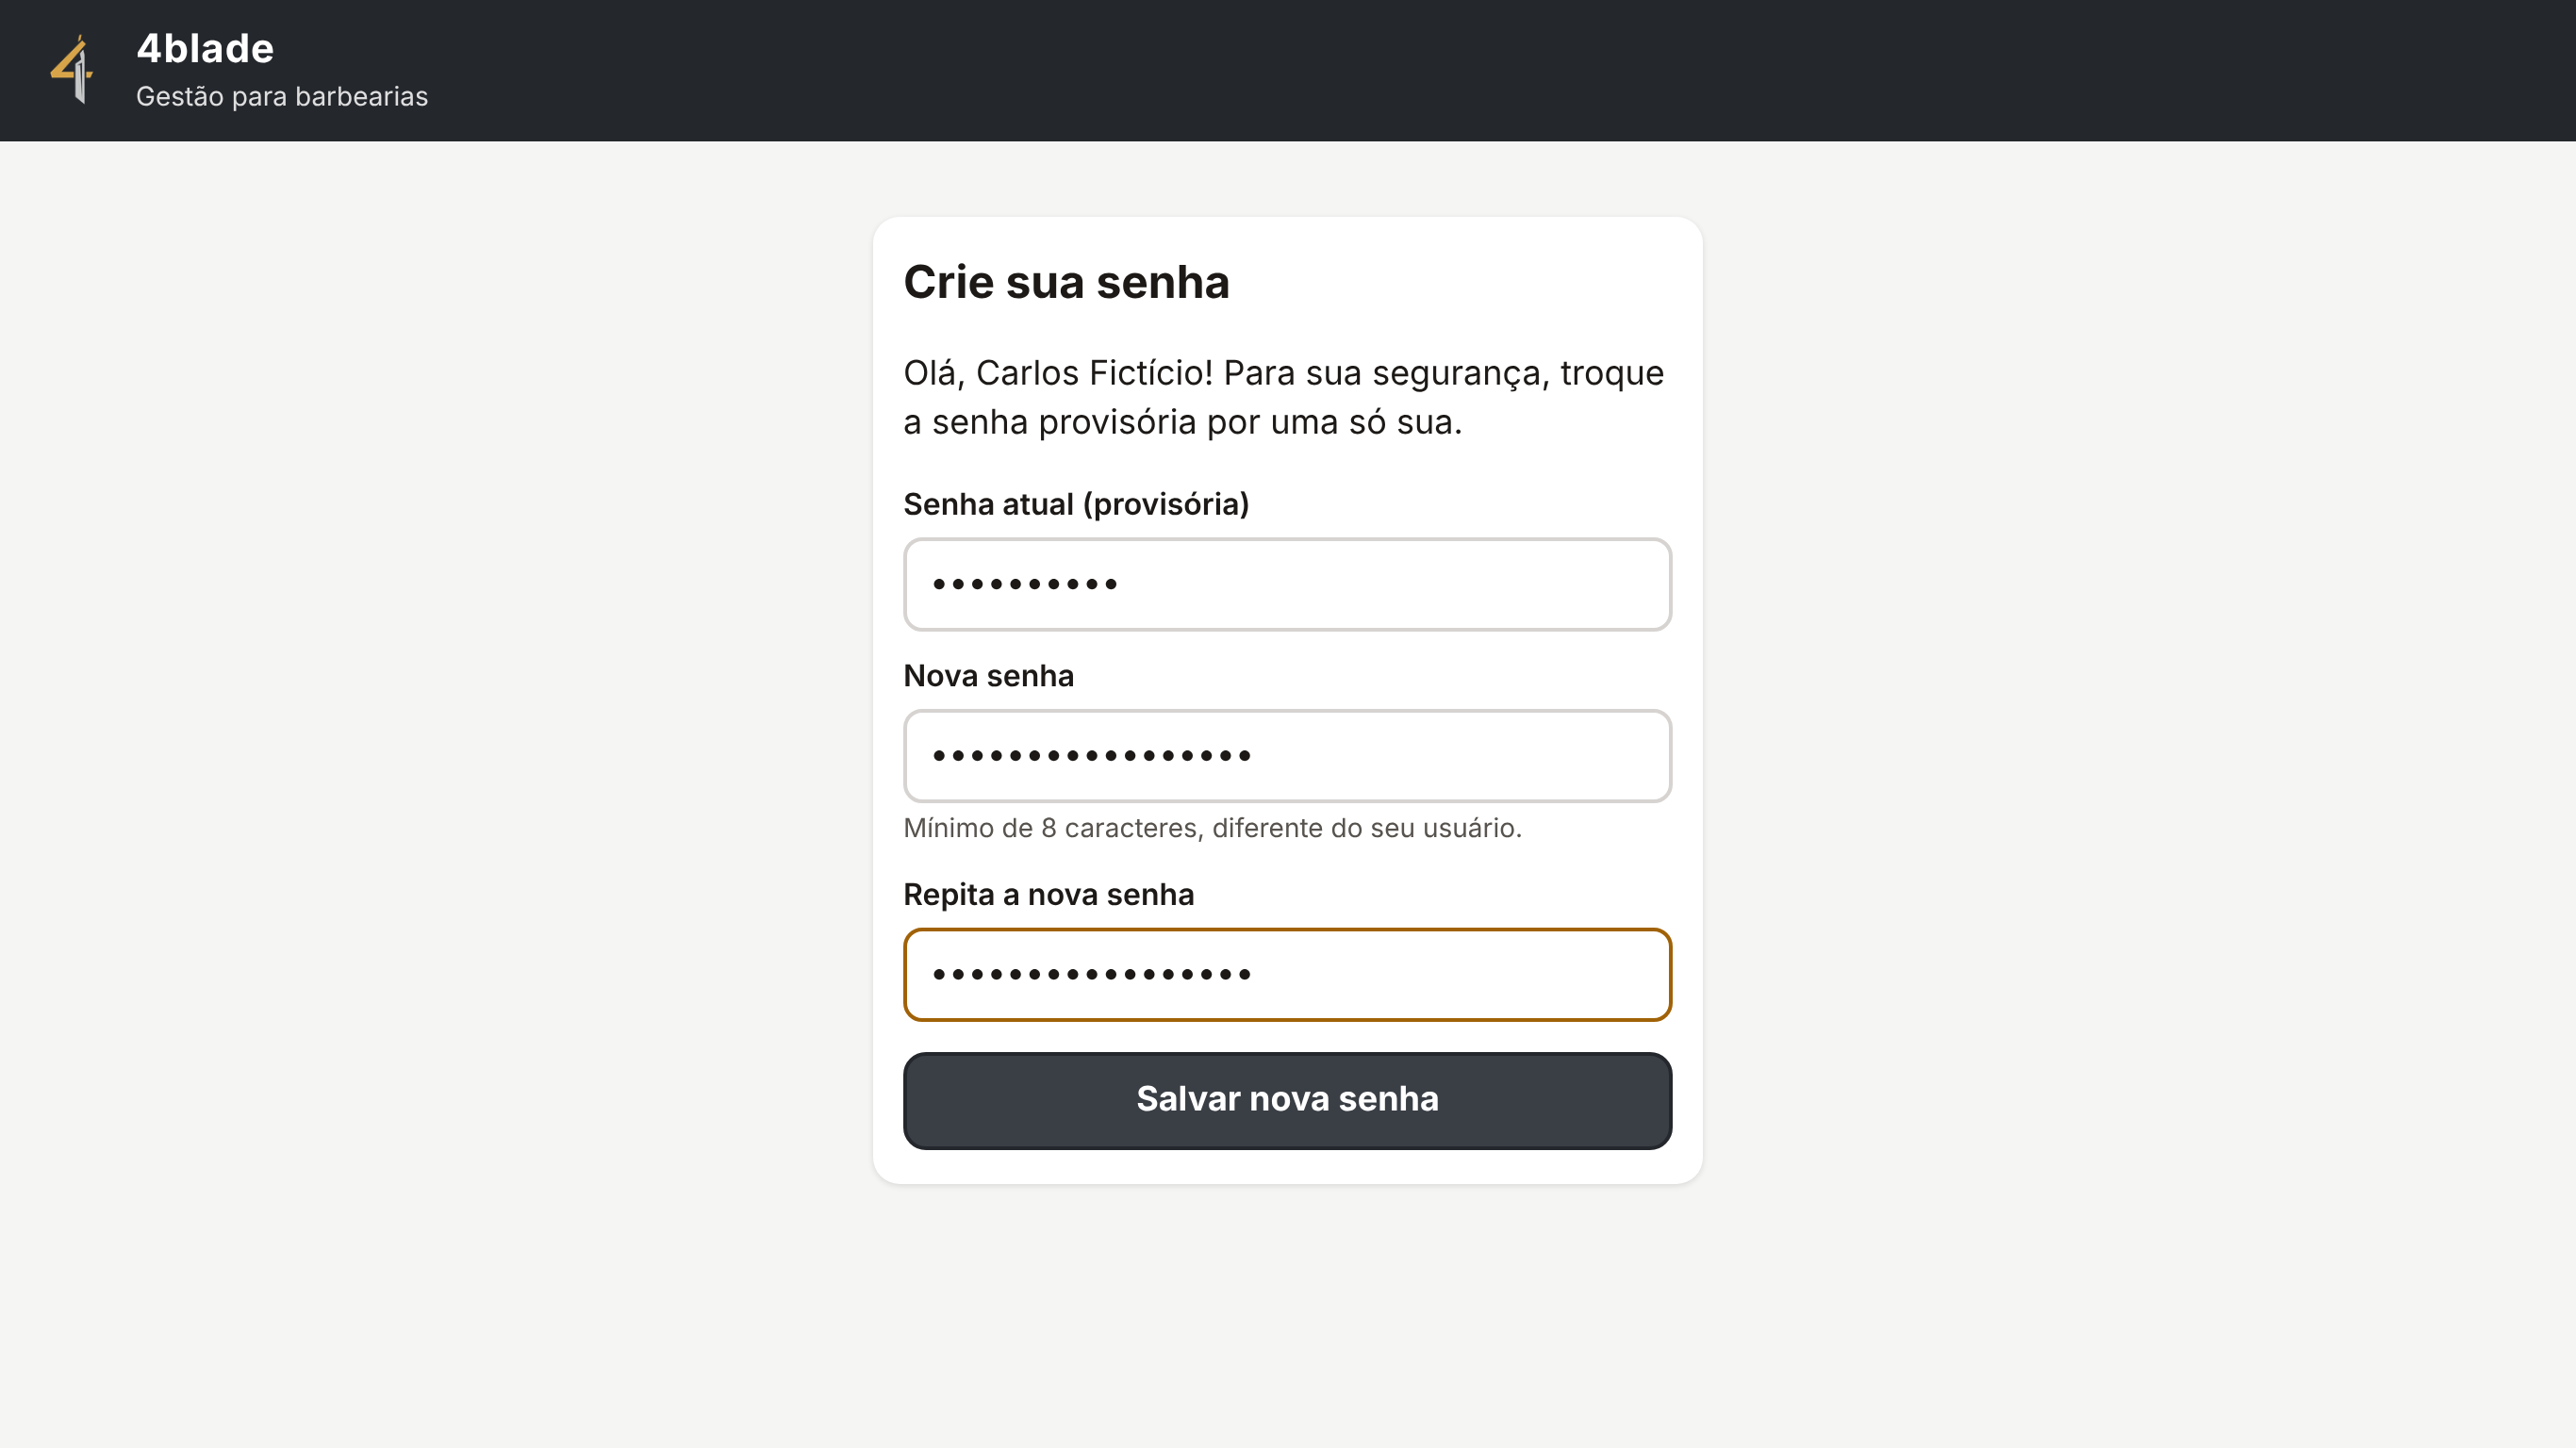 4blade
Gestão para barbearias
Crie sua senha
Olá, Carlos Fictício! Para sua segurança, troque
a senha provisória por uma só sua.
Senha atual (provisória)
••••••••••
Nova senha
•••••••••••••••••
Mínimo de 8 caracteres, diferente do seu usuário.
Repita a nova senha
•••••••••••••••••
Salvar nova senha